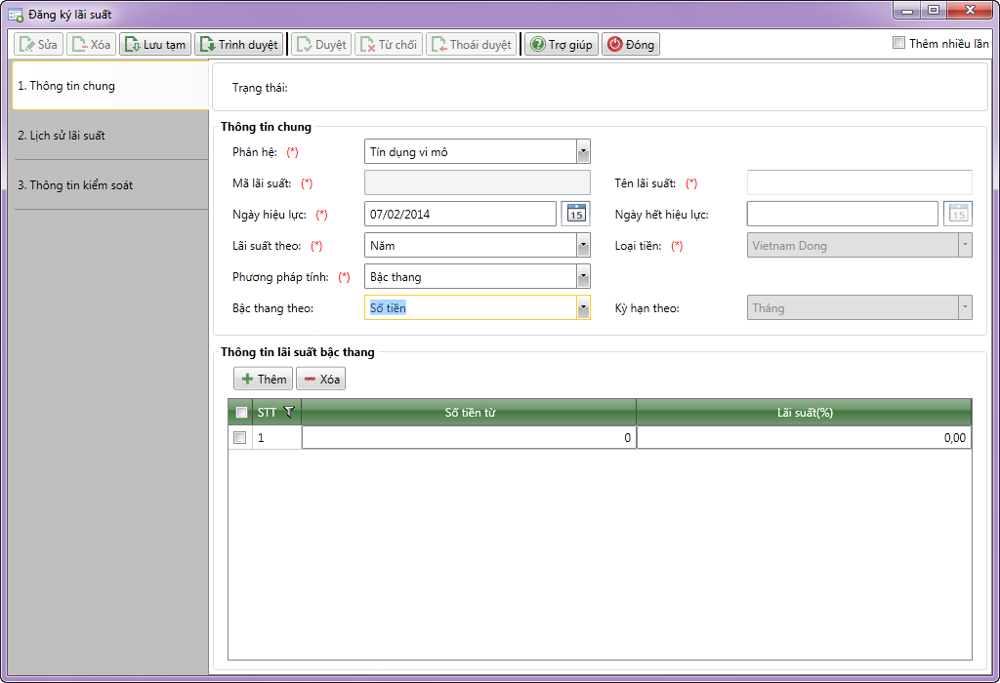 Đăng ký lãi suất
Sửa Xóa Lưu tạm Trình duyệt Duyệt Từ chối Thoái duyệt Trợ giúp Đóng Thêm nhiều lần
1. Thông tin chung
2. Lịch sử lãi suất
3. Thông tin kiểm soát
Trạng thái:
Thông tin chung
Phân hệ: (*) Tín dụng vi mô
Mã lãi suất: (*) Tên lãi suất: (*)
Ngày hiệu lực: (*) 07/02/2014 15 Ngày hết hiệu lực: 15
Lãi suất theo: (*) Năm Loại tiền: (*) Vietnam Dong
Phương pháp tính: (*) Bậc thang
Bậc thang theo: Số tiền Kỳ hạn theo: Tháng
Thông tin lãi suất bậc thang
Thêm Xóa
STT Số tiền từ Lãi suất(%)
1 0 0,00